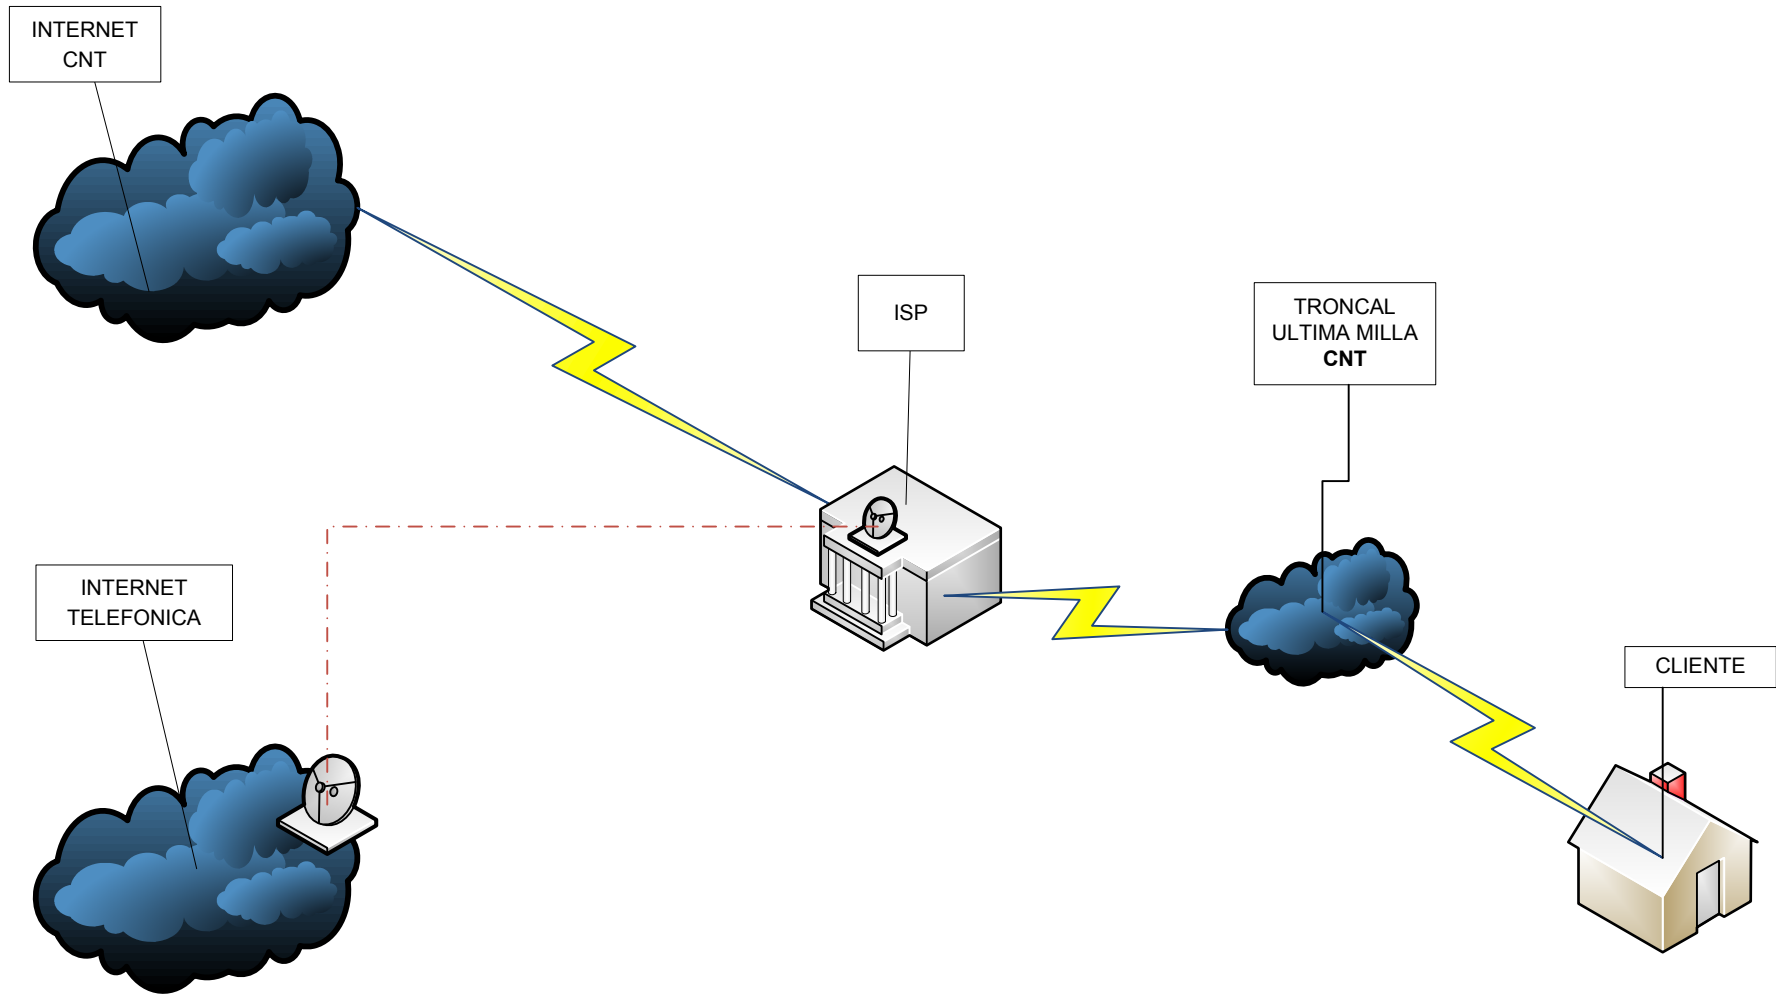 INTERNET
CNT
ISP
TRONCAL
ULTIMA MILLA
CNT
INTERNET
TELEFONICA
CLIENTE